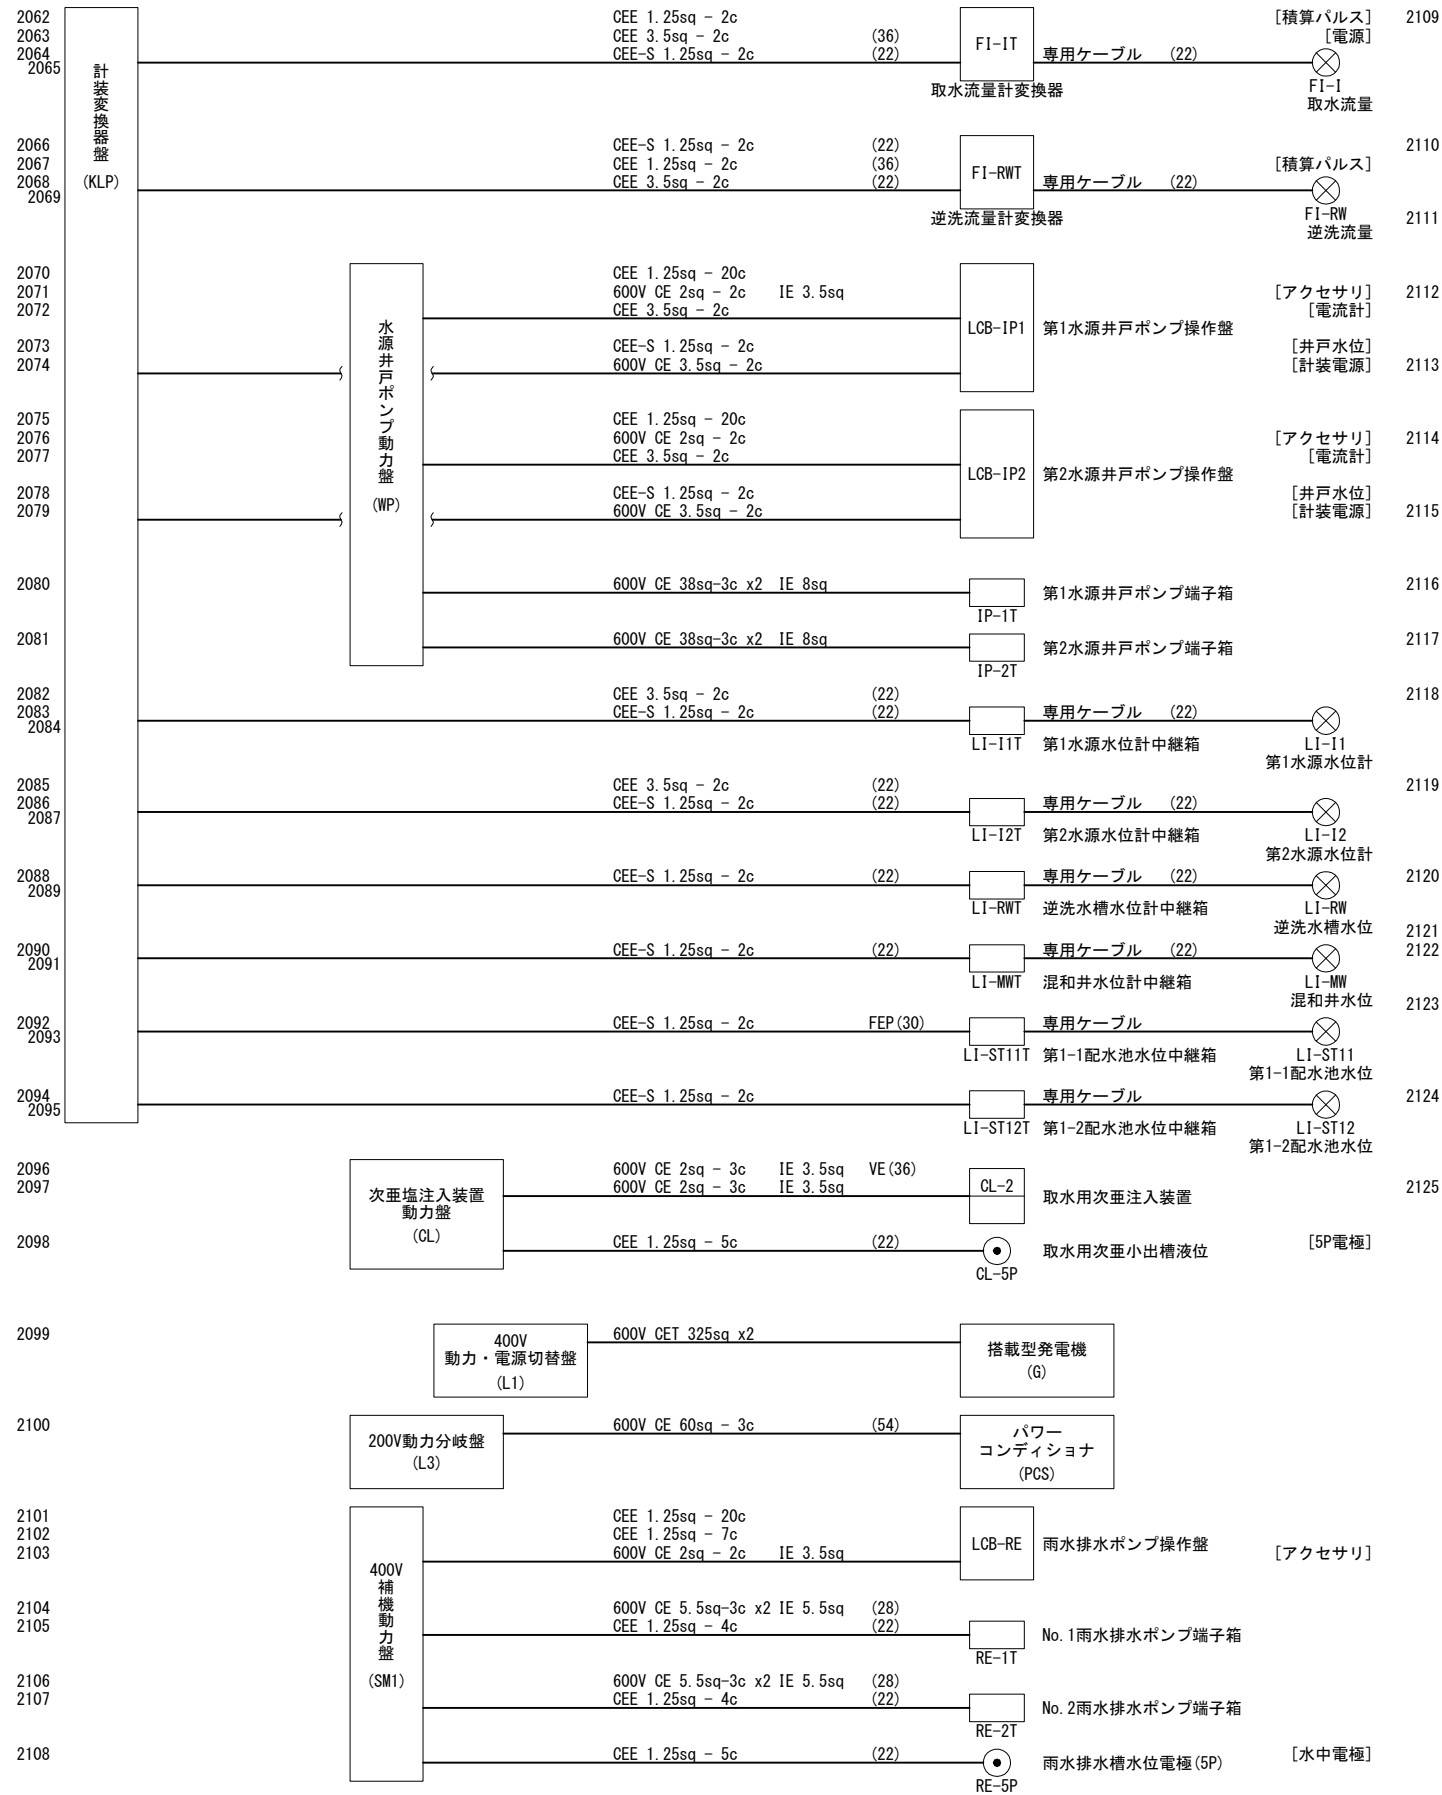 2062 CEE 1.25sq - 2c [積算パルス] 2109
2063 CEE 3.5sq - 2c (36) [電源]
2064 CEE-S 1.25sq - 2c (22) FI-IT 専用ケーブル (22)
2065
計装変換器盤
(KLP)
取水流量計変換器
FI-I
取水流量
2066 CEE-S 1.25sq - 2c (22) 2110
2067 CEE 1.25sq - 2c (36) [積算パルス]
2068 CEE 3.5sq - 2c (22) FI-RWT 専用ケーブル (22)
2069
逆洗流量計変換器
FI-RW 2111
逆洗流量
2070 CEE 1.25sq - 20c
2071 600V CE 2sq - 2c IE 3.5sq [アクセサリ] 2112
2072 CEE 3.5sq - 2c [電流計]
水源井戸ポンプ動力盤
(WP)
LCB-IP1 第1水源井戸ポンプ操作盤
2073 CEE-S 1.25sq - 2c [井戸水位]
2074 600V CE 3.5sq - 2c [計装電源] 2113
2075 CEE 1.25sq - 20c
2076 600V CE 2sq - 2c [アクセサリ] 2114
2077 CEE 3.5sq - 2c [電流計]
LCB-IP2 第2水源井戸ポンプ操作盤
2078 CEE-S 1.25sq - 2c [井戸水位]
2079 600V CE 3.5sq - 2c [計装電源] 2115
2080 600V CE 38sq-3c x2 IE 8sq 第1水源井戸ポンプ端子箱 2116
IP-1T
2081 600V CE 38sq-3c x2 IE 8sq 第2水源井戸ポンプ端子箱 2117
IP-2T
2082 CEE 3.5sq - 2c (22) 2118
2083 CEE-S 1.25sq - 2c (22) 専用ケーブル (22)
2084
LI-I1T 第1水源水位計中継箱 LI-I1
第1水源水位計
2085 CEE 3.5sq - 2c (22) 2119
2086 CEE-S 1.25sq - 2c (22) 専用ケーブル (22)
2087
LI-I2T 第2水源水位計中継箱 LI-I2
第2水源水位計
2088 CEE-S 1.25sq - 2c (22) 専用ケーブル (22) 2120
2089
LI-RWT 逆洗水槽水位計中継箱 LI-RW
逆洗水槽水位 2121
2090 CEE-S 1.25sq - 2c (22) 専用ケーブル (22) 2122
2091
LI-MWT 混和井水位計中継箱 LI-MW
混和井水位 2123
2092 CEE-S 1.25sq - 2c FEP(30) 専用ケーブル
2093
LI-ST11T 第1-1配水池水位中継箱 LI-ST11
第1-1配水池水位
2094 CEE-S 1.25sq - 2c 専用ケーブル 2124
2095
LI-ST12T 第1-2配水池水位中継箱 LI-ST12
第1-2配水池水位
2096 600V CE 2sq - 3c IE 3.5sq VE(36)
2097 600V CE 2sq - 3c IE 3.5sq CL-2 2125
次亜塩注入装置
動力盤
(CL)
取水用次亜注入装置
2098 CEE 1.25sq - 5c (22) 取水用次亜小出槽液位 [5P電極]
CL-5P
2099 600V CET 325sq x2
400V
動力・電源切替盤
(L1)
搭載型発電機
(G)
2100 600V CE 60sq - 3c (54)
200V動力分岐盤
(L3)
パワー
コンディショナ
(PCS)
2101 CEE 1.25sq - 20c
2102 CEE 1.25sq - 7c
2103 600V CE 2sq - 2c IE 3.5sq [アクセサリ]
LCB-RE 雨水排水ポンプ操作盤
400V
補機動力盤
(SM1)
2104 600V CE 5.5sq-3c x2 IE 5.5sq (28)
2105 CEE 1.25sq - 4c (22) No.1雨水排水ポンプ端子箱
RE-1T
2106 600V CE 5.5sq-3c x2 IE 5.5sq (28)
2107 CEE 1.25sq - 4c (22) No.2雨水排水ポンプ端子箱
RE-2T
2108 CEE 1.25sq - 5c (22) 雨水排水槽水位電極(5P) [水中電極]
RE-5P